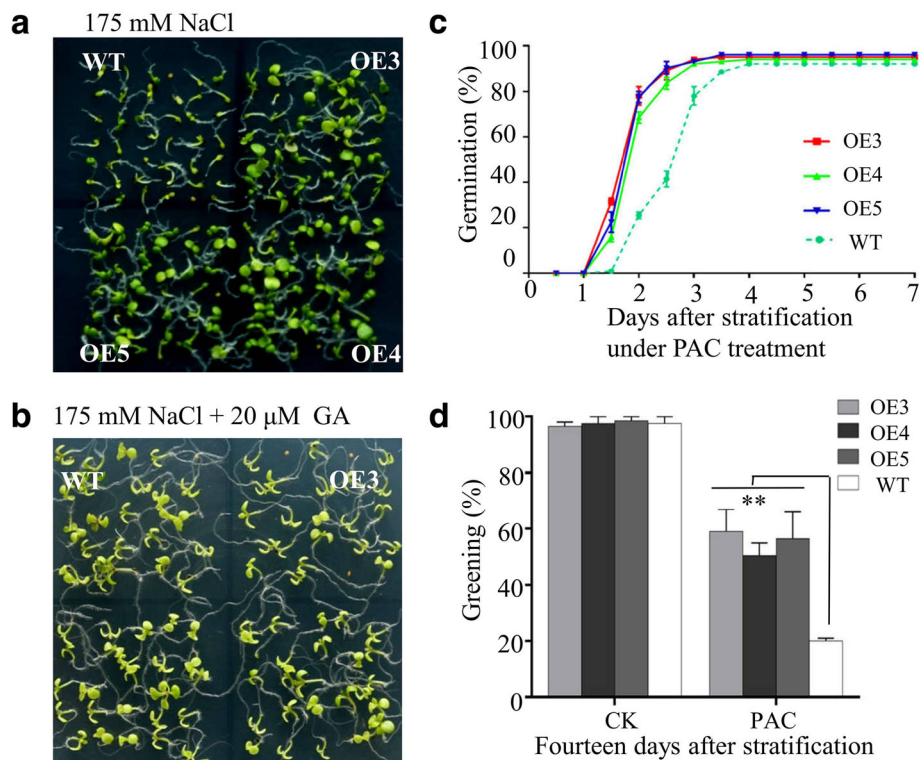 a
175 mM NaCl
WT
OE3
OE5
OE4
b
175 mM NaCl + 20 μM GA
WT
OE3
c
100
80
60
40
20
0
Germination (%)
OE3
OE4
OE5
WT
0 1 2 3 4 5 6 7
Days after stratification
under PAC treatment
d
100
80
60
40
20
0
Greening (%)
OE3
OE4
OE5
WT
**
CK PAC
Fourteen days after stratification